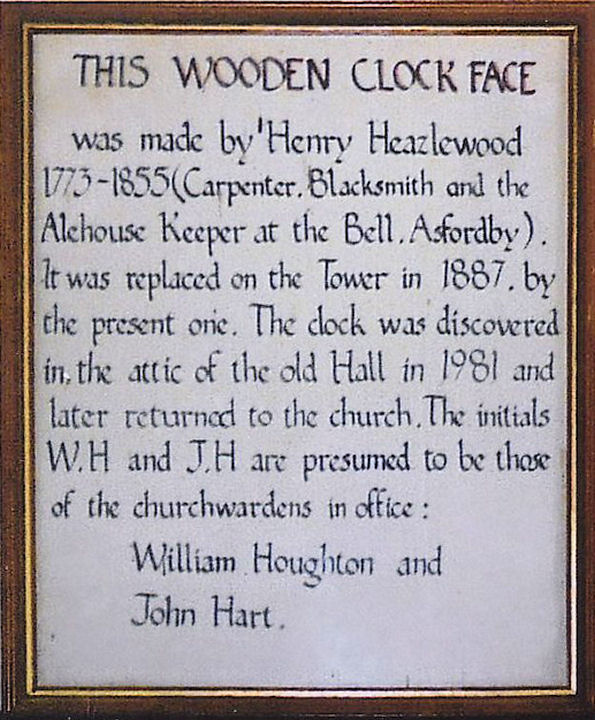 THIS WOODEN CLOCK FACE
was made by 'Henry Heazlewood
1773-1855 (Carpenter, Blacksmith and the
Alehouse Keeper at the Bell, Asfordby).
It was replaced on the Tower in 1887, by
the present one. The clock was discovered
in, the attic of the old Hall in 1981 and
later returned to the church. The initials
W.H and J.H are presumed to be those
of the churchwardens in office:
William Houghton and
John Hart.